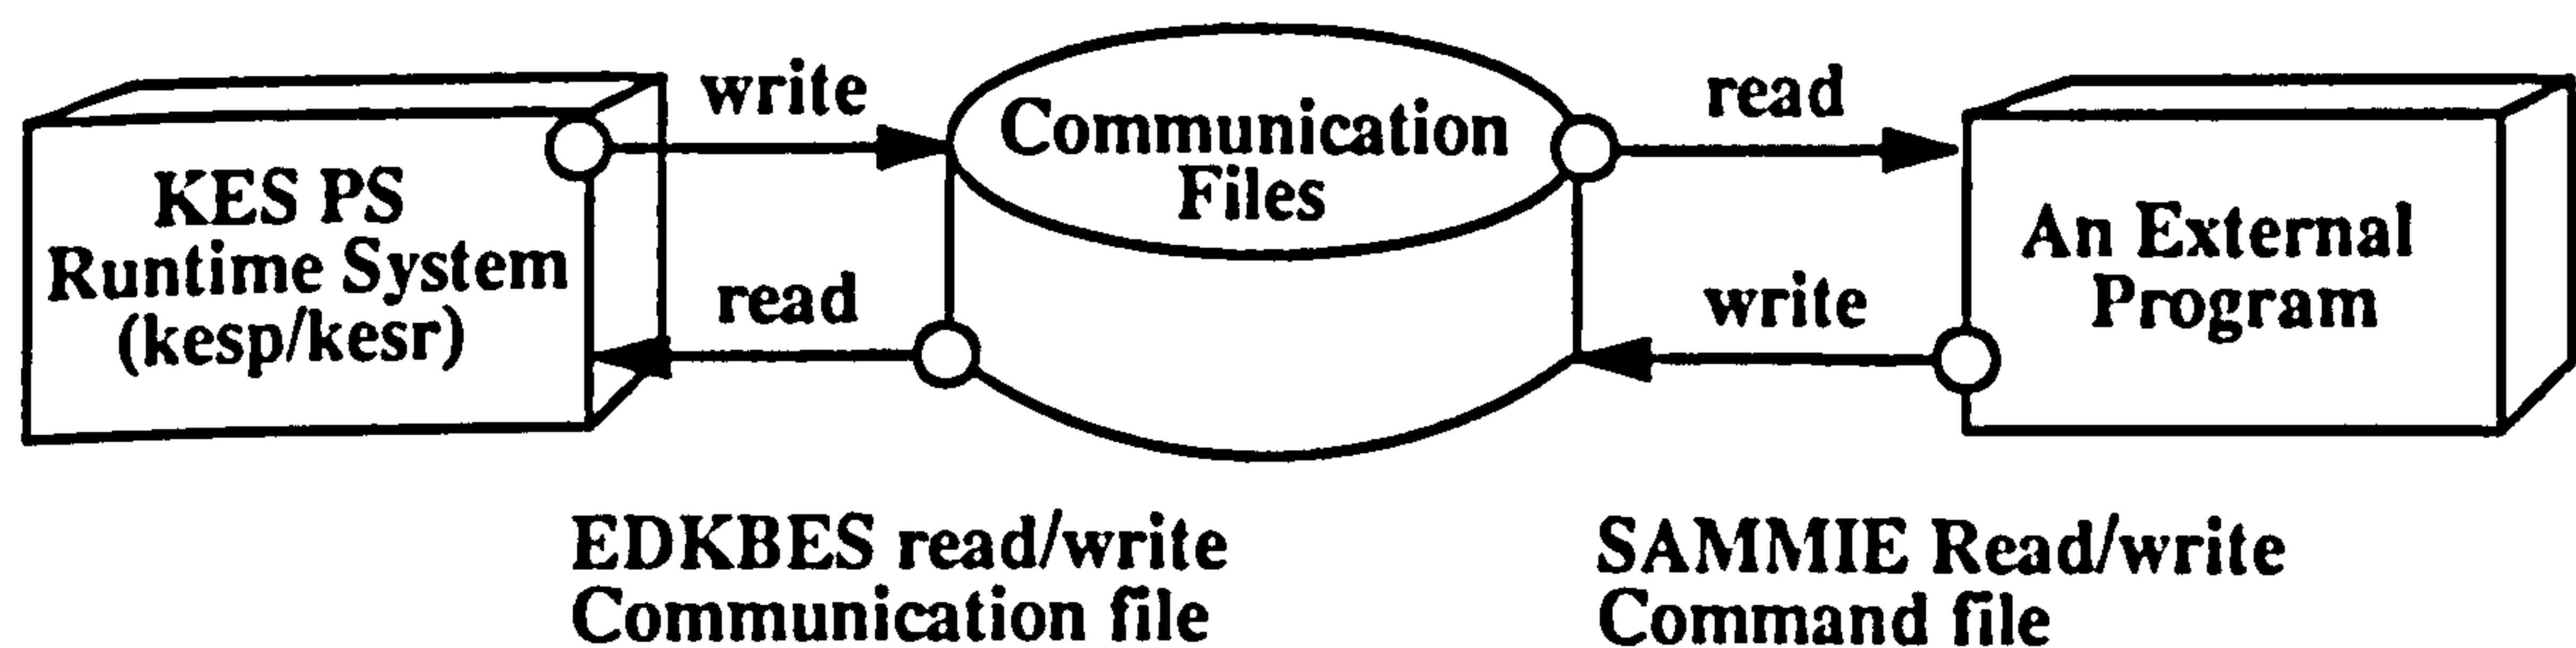 write
read
Communication
Files
KES PS
Runtime System
(kesp/kesr)
An External
Program
read
write
EDKBES read/write
Communication file
SAMMIE Read/write
Command file